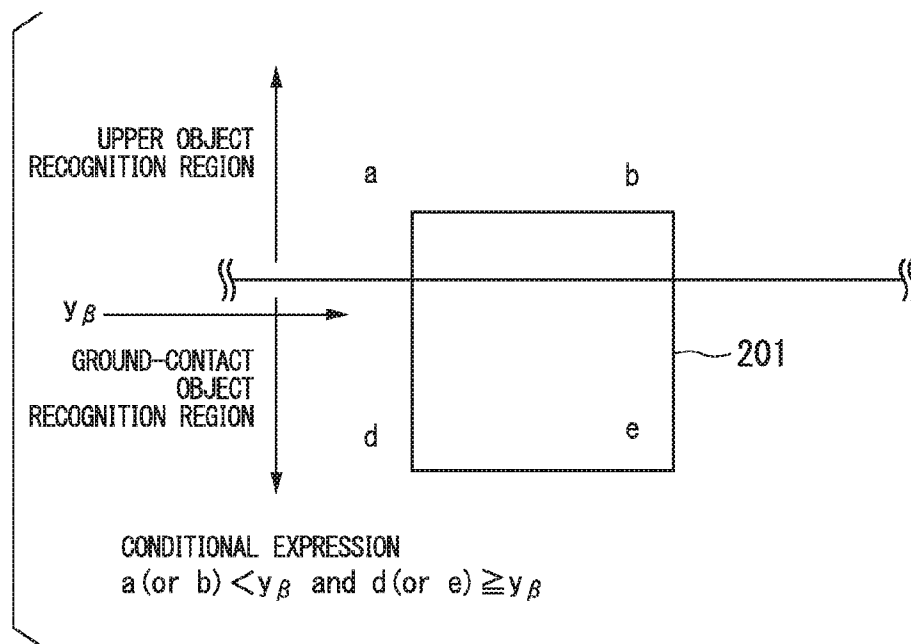 UPPER OBJECT
RECOGNITION REGION
a
b
yβ
GROUND-CONTACT
OBJECT
RECOGNITION REGION
201
d
e
CONDITIONAL EXPRESSION
a(or b)<yβ and d(or e)≧yβ